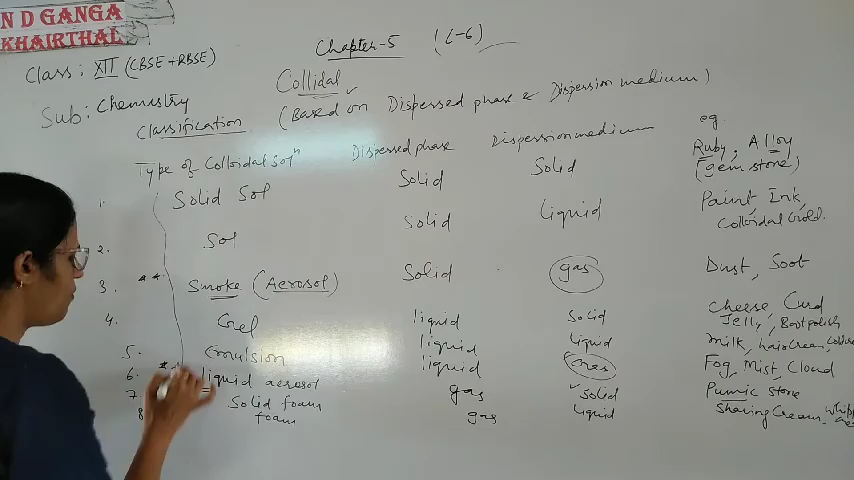 N D GANGA
KHAIRTHAL
Chapter-5 (L-6)
Class: XII (CBSE+RBSE)
Sub: Chemistry
Collidal
Classification (Based on Dispersed phase & Dispersion medium)
Type of Colloidal Solⁿ Dispersed phase Dispersion medium eg
1. Solid Sol Solid Solid Ruby, Alloy
(gem stone)
2. Sol Solid liquid Paint, Ink,
Colloidal Gold.
3. ** Smoke (Aerosol) Solid gas Dust, Soot
4. Gel liquid Solid Cheese, Curd
Jelly, Bootpolish
5. Emulsion liquid liquid milk, hair cream,
6. liquid aerosol liquid Gas Fog, Mist, Cloud
7. Solid foam gas Solid Pumic stone
8 foam gas liquid Shaving Cream,